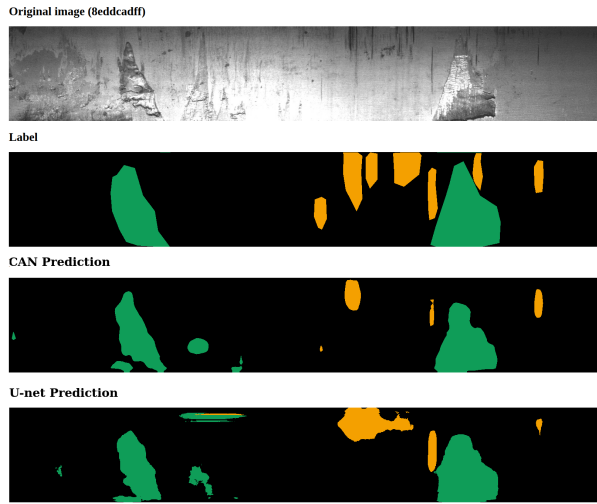 Original image (8eddcadff)
Label
CAN Prediction
U-net Prediction